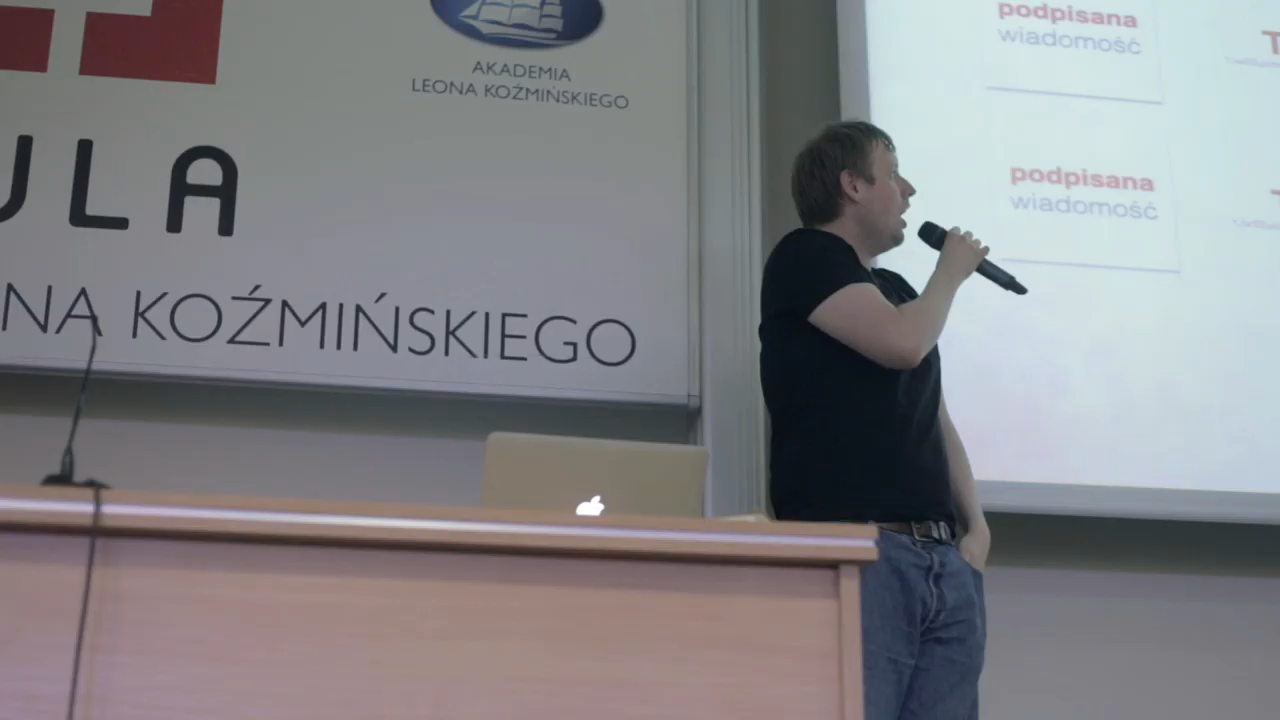 AKADEMIA
LEONA KOŹMIŃSKIEGO
ULA
NA KOŹMIŃSKIEGO
podpisana
wiadomość
podpisana
wiadomość